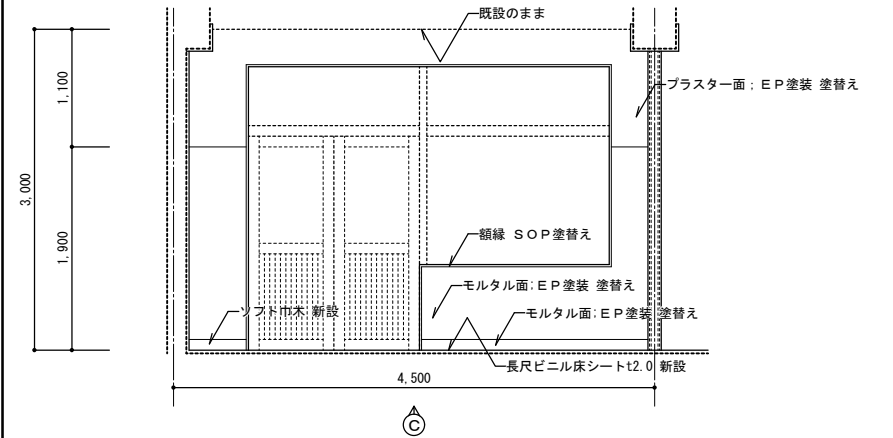 既設のまま
プラスター面；ＥＰ塗装 塗替え
1,100
3,000
1,900
額縁 ＳＯＰ塗替え
モルタル面；ＥＰ塗装 塗替え
ソフト巾木 新設
モルタル面；ＥＰ塗装 塗替え
長尺ビニル床シートt2.0 新設
4,500
C